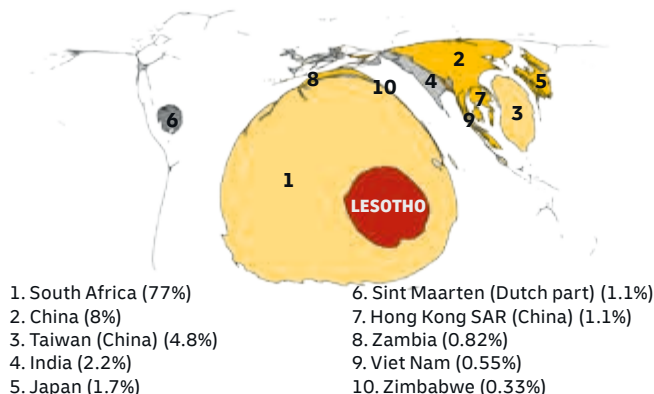 2
8
4
5
10
7
3
6
9
1
LESOTHO
1. South Africa (77%)
2. China (8%)
3. Taiwan (China) (4.8%)
4. India (2.2%)
5. Japan (1.7%)
6. Sint Maarten (Dutch part) (1.1%)
7. Hong Kong SAR (China) (1.1%)
8. Zambia (0.82%)
9. Viet Nam (0.55%)
10. Zimbabwe (0.33%)